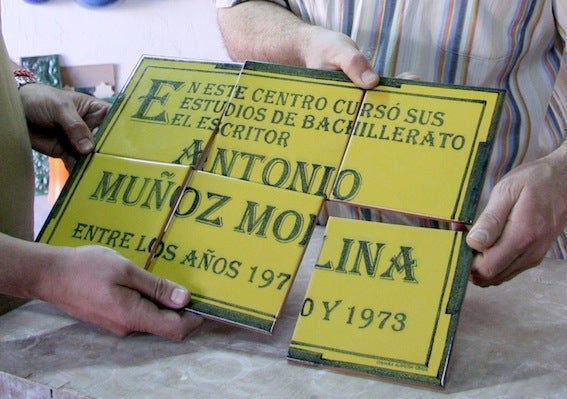 EN ESTE CENTRO CURSÓ SUS
ESTUDIOS DE BACHILLERATO
EL ESCRITOR
ANTONIO
MUÑOZ MOLINA
ENTRE LOS AÑOS 1970 Y 1973